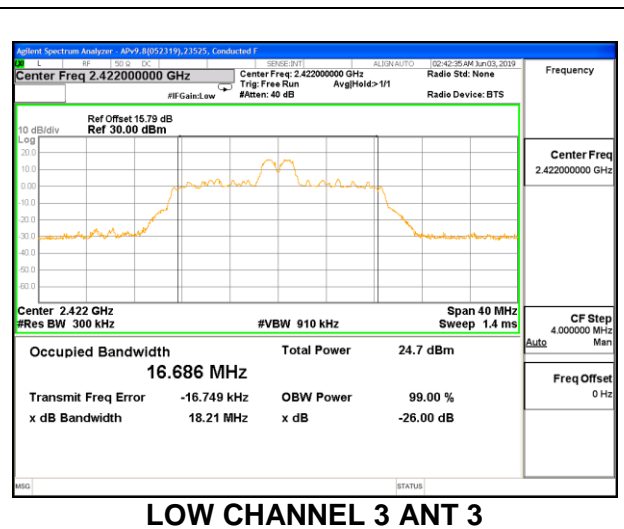 Agilent Spectrum Analyzer - APv9.8(052319),23525, Conducted F
LXI L RF 50 Ω DC SENSE:INT ALIGN AUTO 02:42:35 AM Jun 03, 2019
Center Freq 2.422000000 GHz Center Freq: 2.422000000 GHz Radio Std: None Frequency
Trig: Free Run Avg|Hold:>1/1
#IFGain:Low #Atten: 40 dB Radio Device: BTS
Ref Offset 15.79 dB
10 dB/div Ref 30.00 dBm
Log
20.0
10.0
0.00
-10.0
-20.0
-30.0
-40.0
-50.0
-60.0
Center Freq
2.422000000 GHz
Center 2.422 GHz Span 40 MHz
#Res BW 300 kHz #VBW 910 kHz Sweep 1.4 ms
CF Step
4.000000 MHz
Auto Man
Occupied Bandwidth Total Power 24.7 dBm
16.686 MHz
Freq Offset
0 Hz
Transmit Freq Error -16.749 kHz OBW Power 99.00 %
x dB Bandwidth 18.21 MHz x dB -26.00 dB
MSG STATUS
LOW CHANNEL 3 ANT 3